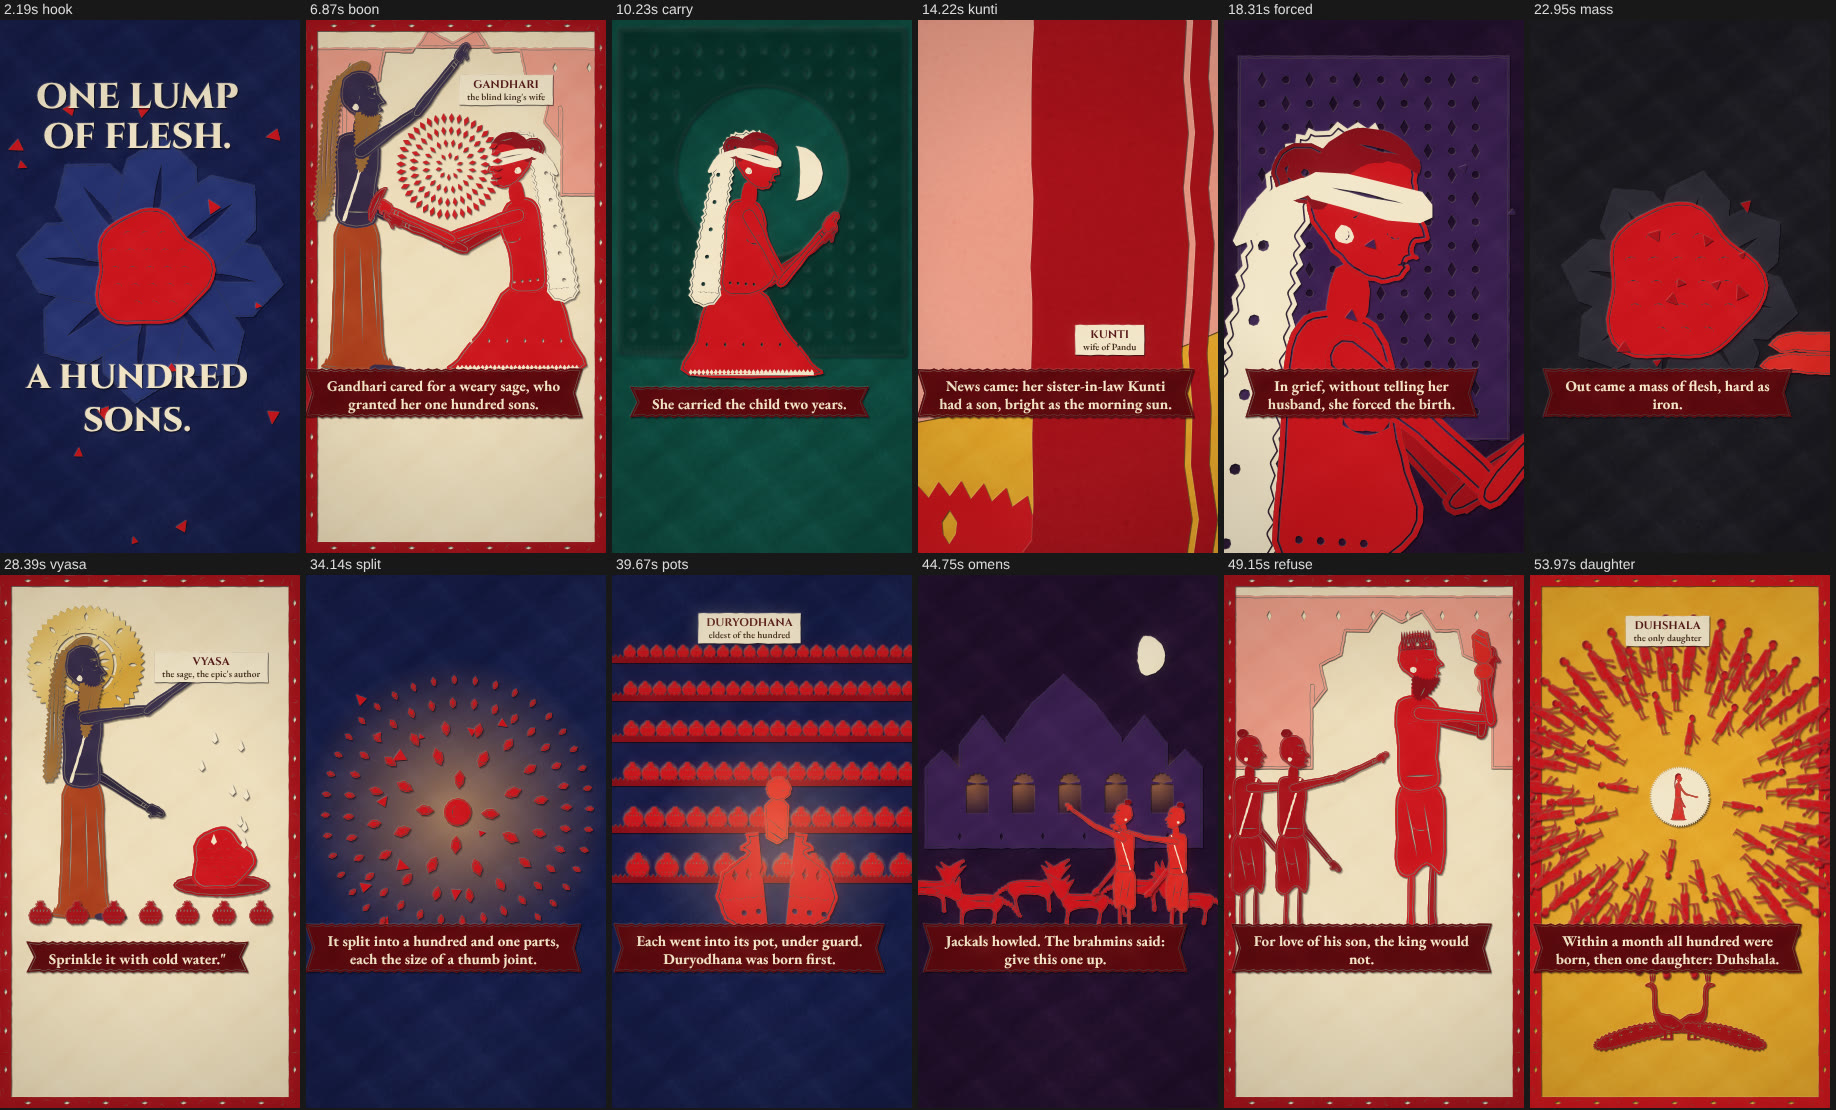 2.19s hook
ONE LUMP
OF FLESH.
A HUNDRED
SONS.
6.87s boon
GANDHARI
the blind king's wife
Gandhari cared for a weary sage, who
granted her one hundred sons.
10.23s carry
She carried the child two years.
14.22s kunti
KUNTI
wife of Pandu
News came: her sister-in-law Kunti
had a son, bright as the morning sun.
18.31s forced
In grief, without telling her
husband, she forced the birth.
22.95s mass
Out came a mass of flesh, hard as
iron.
28.39s vyasa
VYASA
the sage, the epic's author
Sprinkle it with cold water."
34.14s split
It split into a hundred and one parts,
each the size of a thumb joint.
39.67s pots
DURYODHANA
eldest of the hundred
Each went into its pot, under guard.
Duryodhana was born first.
44.75s omens
Jackals howled. The brahmins said:
give this one up.
49.15s refuse
For love of his son, the king would
not.
53.97s daughter
DUHSHALA
the only daughter
Within a month all hundred were
born, then one daughter: Duhshala.